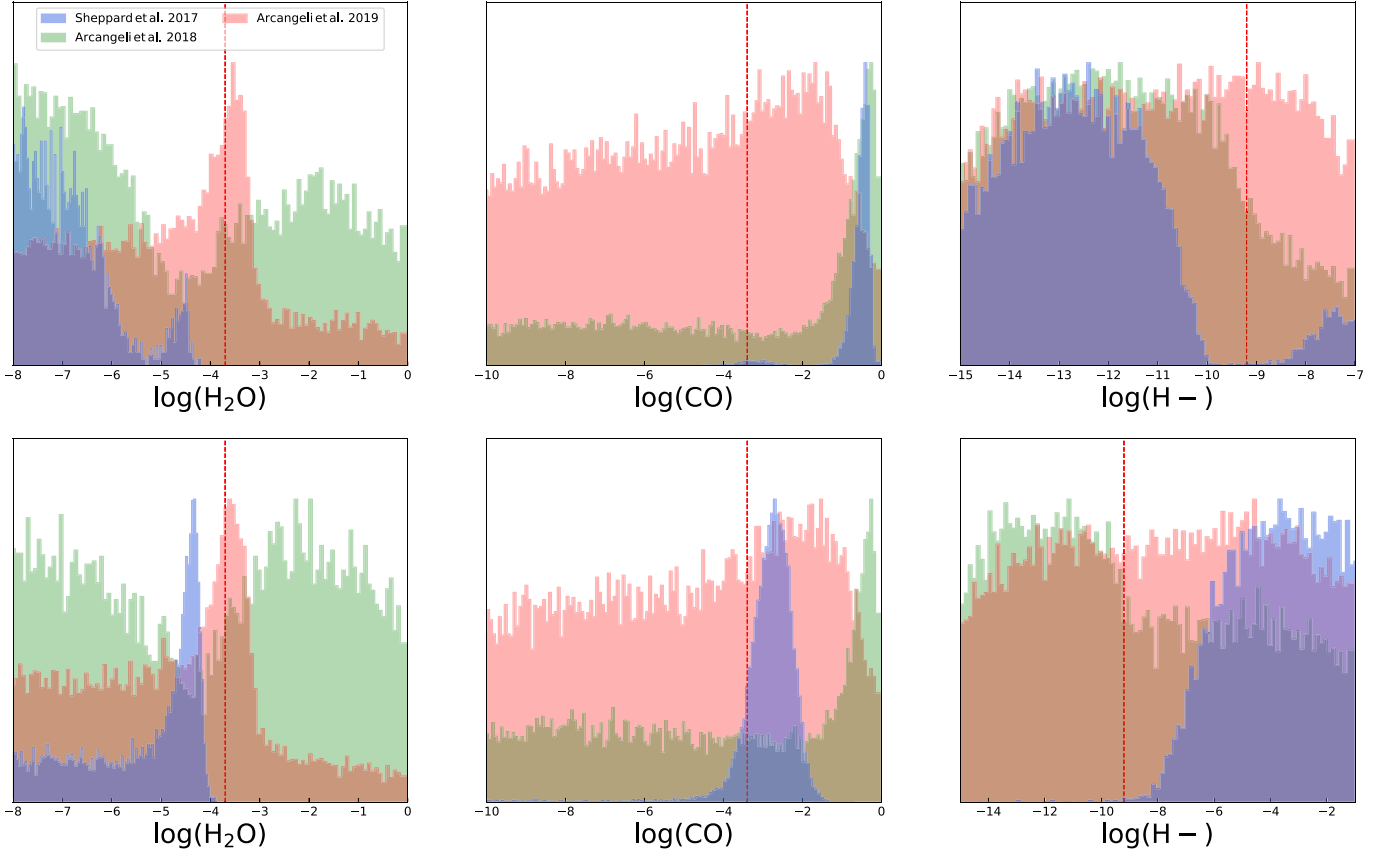 Sheppard et al. 2017 Arcangeli et al. 2019
Arcangeli et al. 2018
−8 −7 −6 −5 −4 −3 −2 −1 0
log(H₂O)
−10 −8 −6 −4 −2 0
log(CO)
−15 −14 −13 −12 −11 −10 −9 −8 −7
log(H−)
−8 −7 −6 −5 −4 −3 −2 −1 0
log(H₂O)
−10 −8 −6 −4 −2 0
log(CO)
−14 −12 −10 −8 −6 −4 −2
log(H−)